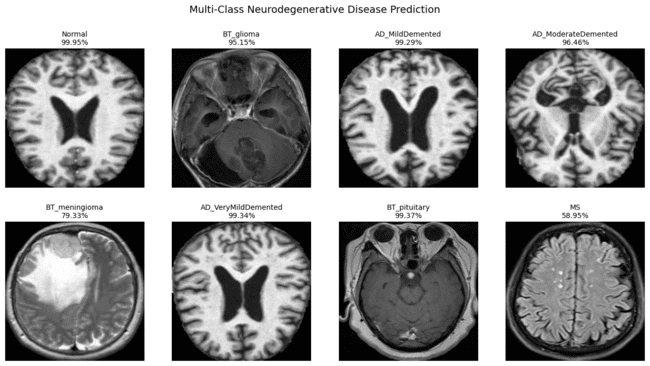 Multi-Class Neurodegenerative Disease Prediction
Normal
99.95%
BT_glioma
95.15%
AD_MildDemented
99.29%
AD_ModerateDemented
96.46%
BT_meningioma
79.33%
AD_VeryMildDemented
99.34%
BT_pituitary
99.37%
MS
58.95%